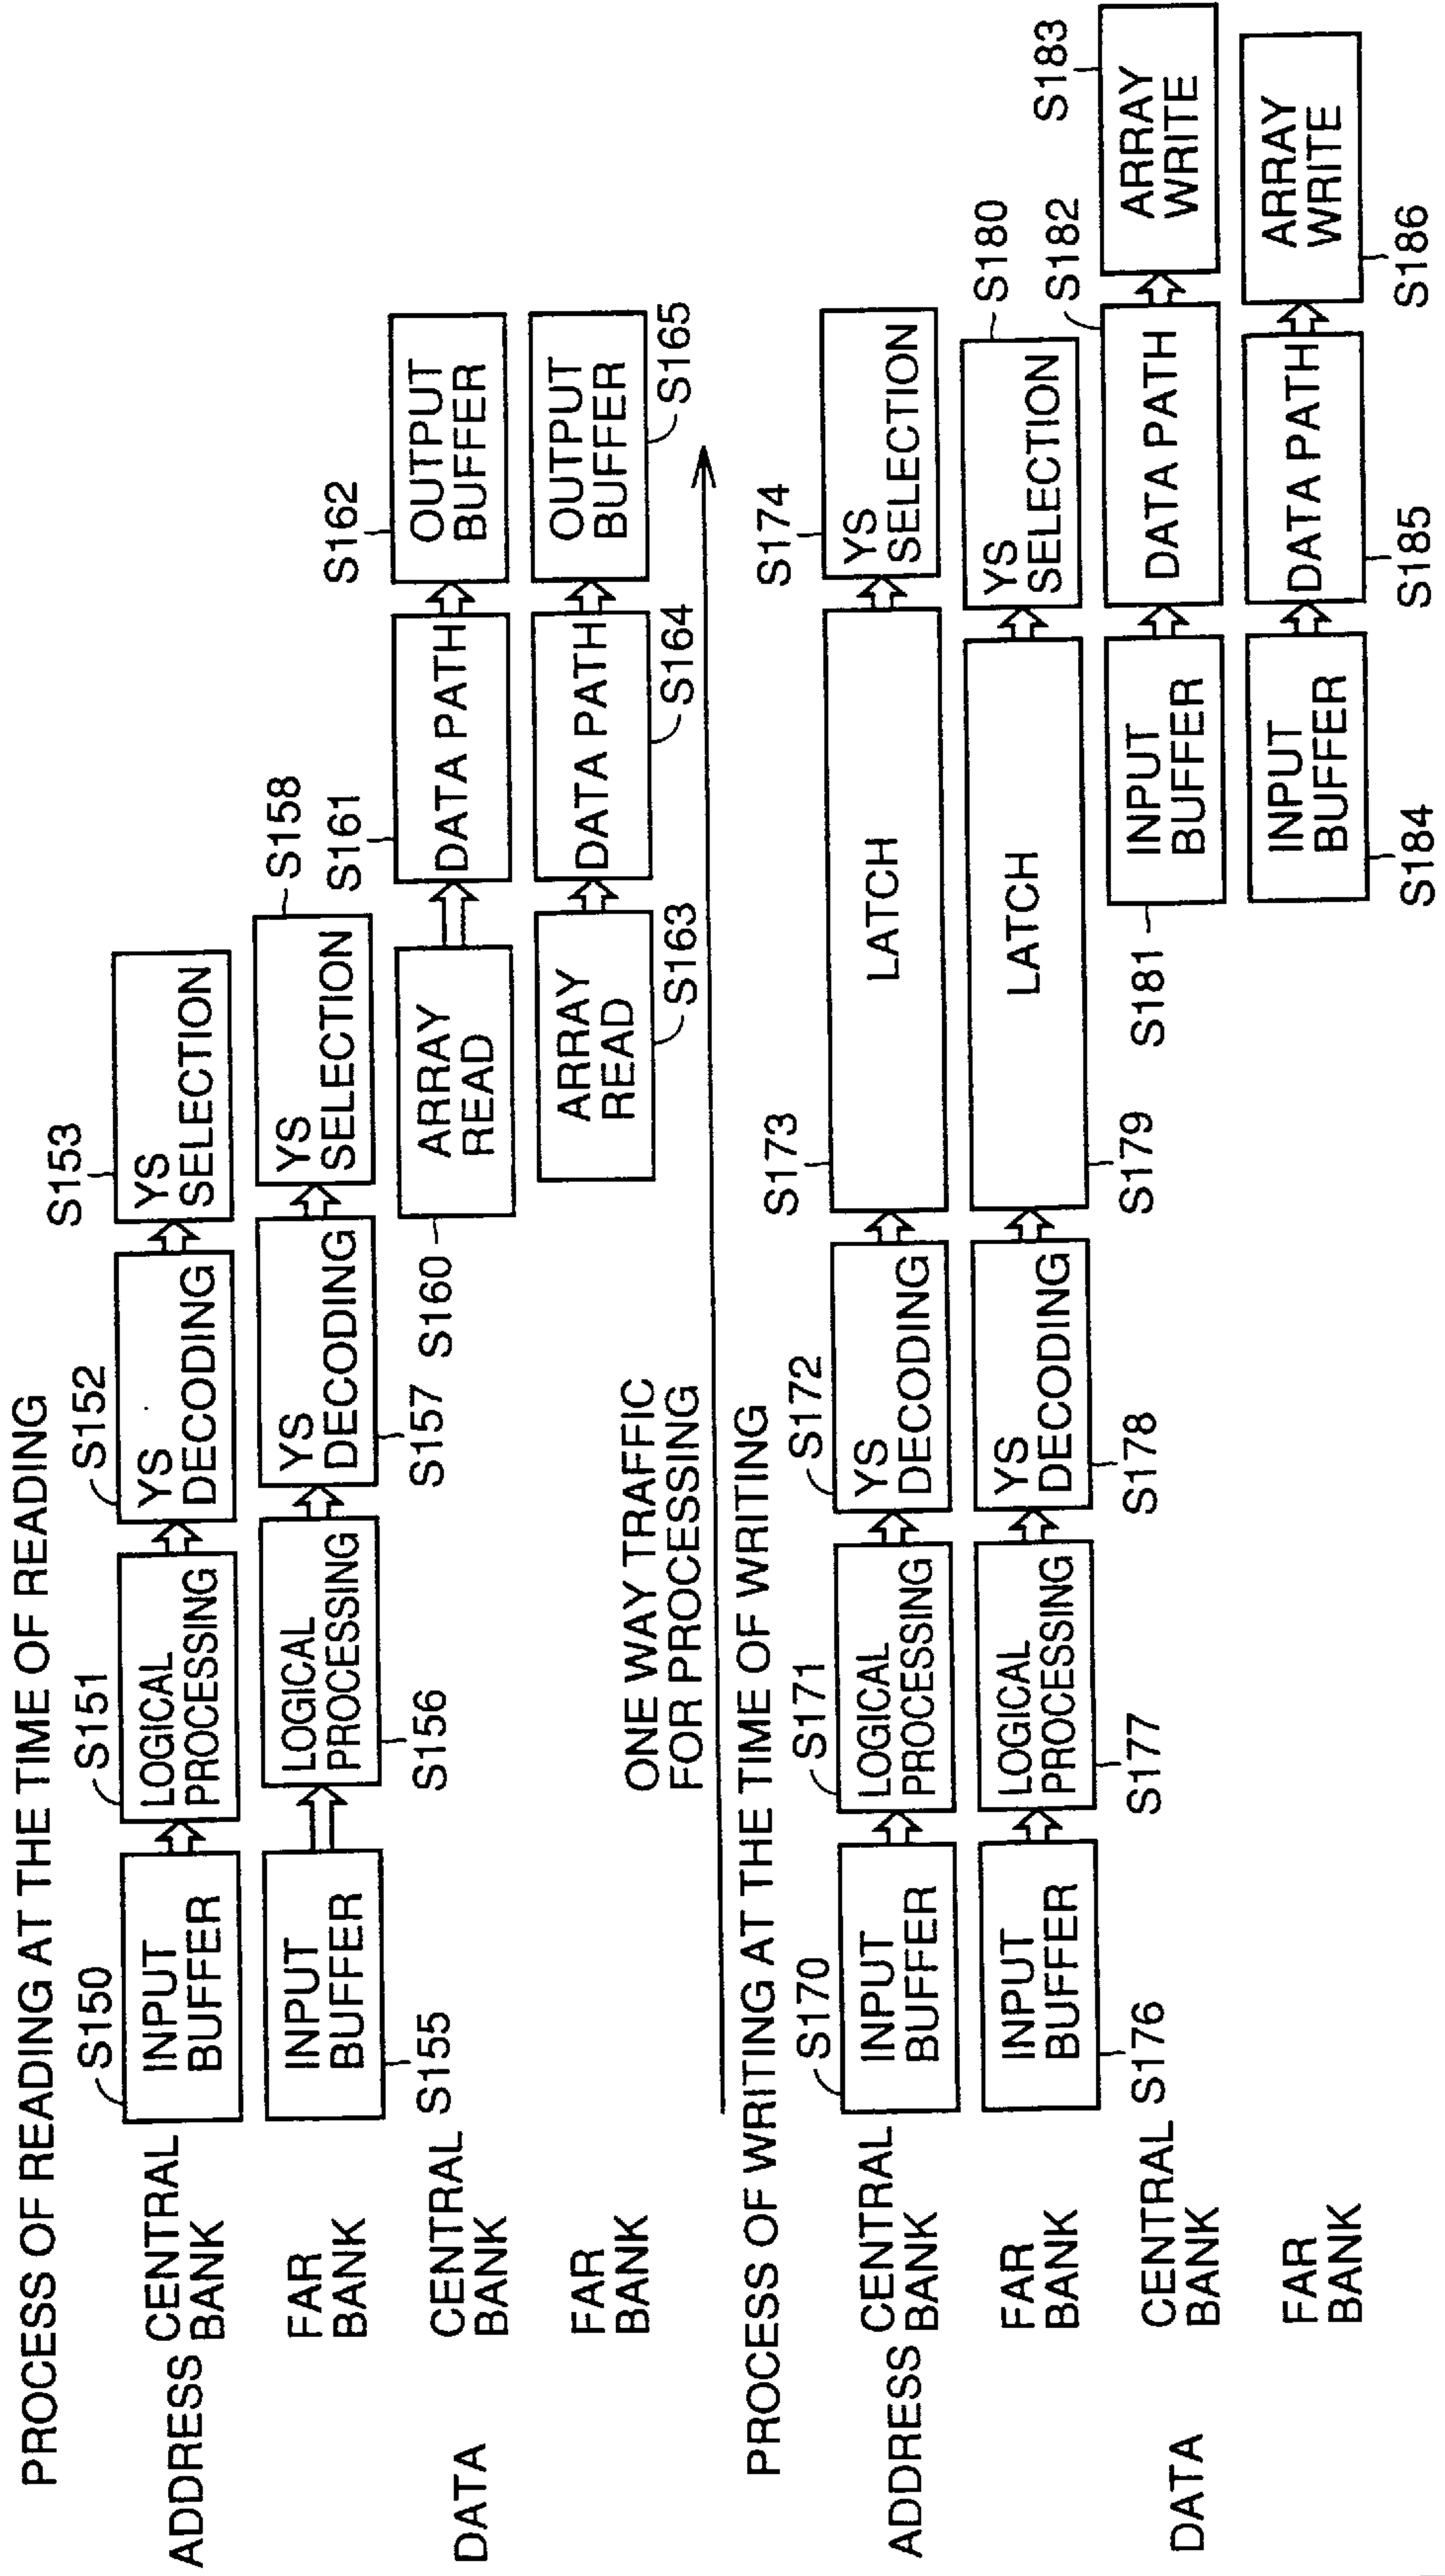 PROCESS OF READING AT THE TIME OF READING
ADDRESS
CENTRAL
BANK
S150
INPUT
BUFFER
S151
LOGICAL
PROCESSING
S152
YS
DECODING
S153
YS
SELECTION
FAR
BANK
INPUT
BUFFER
S155
LOGICAL
PROCESSING
S156
YS
DECODING
S157
YS
SELECTION
S158
DATA
CENTRAL
BANK
S160
ARRAY
READ
S161
DATA PATH
S162
OUTPUT
BUFFER
FAR
BANK
ARRAY
READ
S163
DATA PATH
S164
OUTPUT
BUFFER
S165
ONE WAY TRAFFIC
FOR PROCESSING
PROCESS OF WRITING AT THE TIME OF WRITING
ADDRESS
CENTRAL
BANK
S170
INPUT
BUFFER
S171
LOGICAL
PROCESSING
S172
YS
DECODING
S173
LATCH
S174
YS
SELECTION
FAR
BANK
INPUT
BUFFER
S176
LOGICAL
PROCESSING
S177
YS
DECODING
S178
LATCH
S179
YS
SELECTION
S180
DATA
CENTRAL
BANK
S181
INPUT
BUFFER
S182
DATA PATH
S183
ARRAY
WRITE
FAR
BANK
INPUT
BUFFER
S184
DATA PATH
S185
ARRAY
WRITE
S186